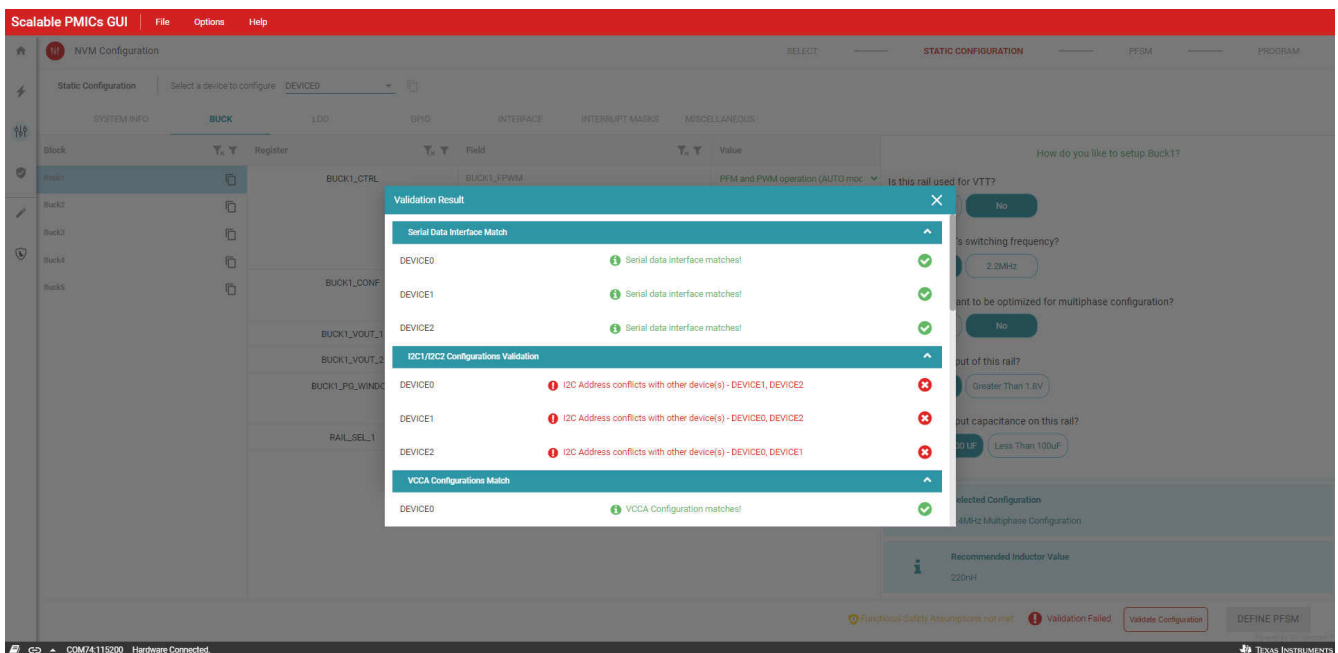 Scalable PMICs GUI File Options Help
NVM Configuration SELECT STATIC CONFIGURATION PFSM PROGRAM
Static Configuration Select a device to configure DEVICE0
SYSTEM INFO BUCK LDO GPIO INTERFACE INTERRUPT MASKS MISCELLANEOUS
Block Register Field Value How do you like to setup Buck1?
Buck1 BUCK1_CTRL BUCK1_FPWM PFM and PWM operation (AUTO moc Is this rail used for VTT?
Validation Result
Buck2 No
Serial Data Interface Match
Buck3 's switching frequency?
DEVICE0 Serial data interface matches!
Buck4 2.2MHz
Buck5 BUCK1_CONF
DEVICE1 Serial data interface matches!
ant to be optimized for multiphase configuration?
DEVICE2 Serial data interface matches! No
BUCK1_VOUT_1
BUCK1_VOUT_2 I2C1/I2C2 Configurations Validation put of this rail?
BUCK1_PG_WINDO DEVICE0 I2C Address conflicts with other device(s) - DEVICE1, DEVICE2 Greater Than 1.8V
DEVICE1 I2C Address conflicts with other device(s) - DEVICE0, DEVICE2 put capacitance on this rail?
RAIL_SEL_1 00 UF Less Than 100uF
DEVICE2 I2C Address conflicts with other device(s) - DEVICE0, DEVICE1
VCCA Configurations Match
elected Configuration
DEVICE0 VCCA Configuration matches!
.4MHz Multiphase Configuration
Recommended Inductor Value
220nH
Functional Safety Assumptions not met! Validation Failed Validate Configuration DEFINE PFSM
COM74:115200 Hardware Connected. TEXAS INSTRUMENTS